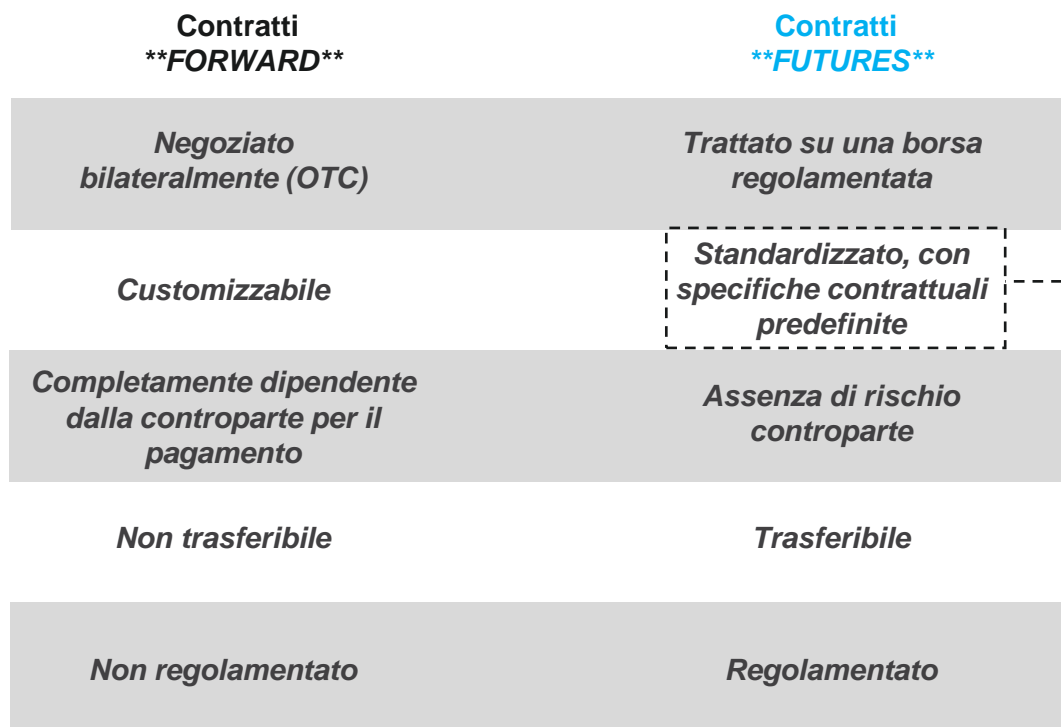 Contratti
**FORWARD**
Contratti
**FUTURES**
Negoziato
bilateralmente (OTC)
Trattato su una borsa
regolamentata
Customizzabile
Standardizzato, con
specifiche contrattuali
predefinite
Completamente dipendente
dalla controparte per il
pagamento
Assenza di rischio
controparte
Non trasferibile
Trasferibile
Non regolamentato
Regolamentato